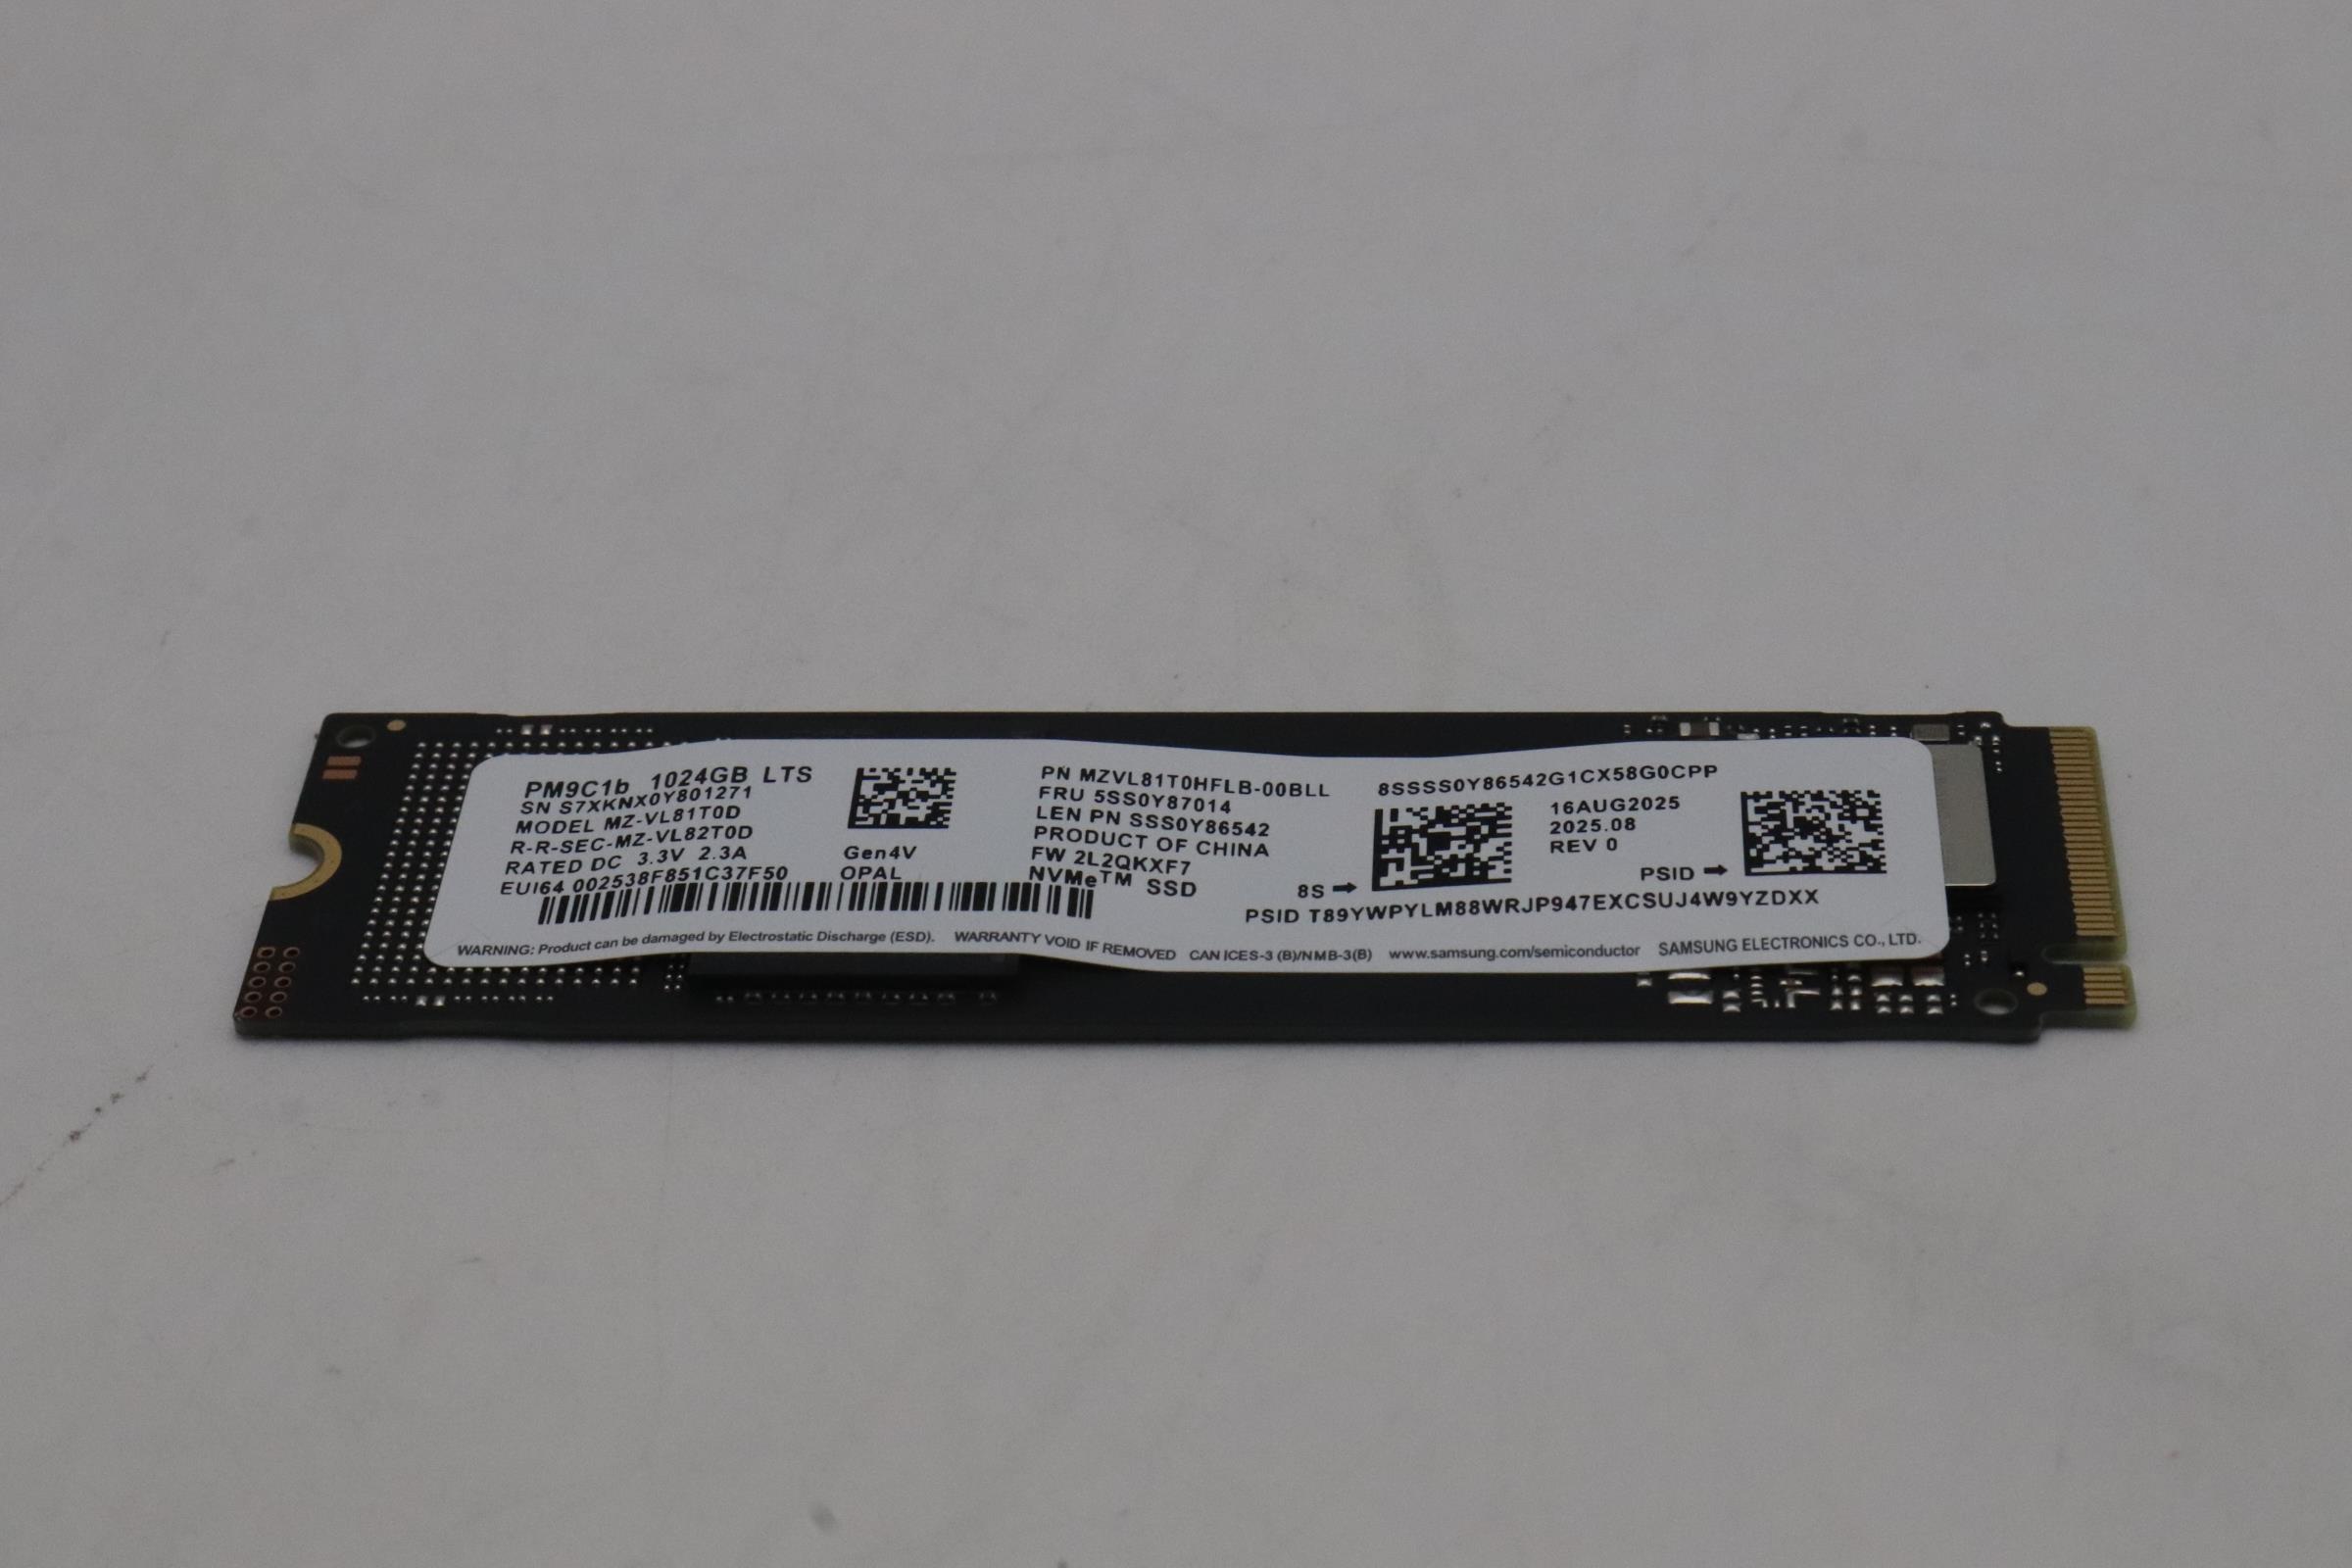 PM9C1b 1024GB LTS
SN S7XKNX0Y801271
MODEL MZ-VL81T0D
R-R-SEC-MZ-VL82T0D
RATED DC 3.3V 2.3A
EUI64 002538F851C37F50
Gen4V
OPAL
PN MZVL81T0HFLB-00BLL
FRU 5SS0Y87014
LEN PN SSS0Y86542
PRODUCT OF CHINA
FW 2L2QKXF7
NVMe™ SSD
8SSSS0Y86542G1CX58G0CPP
16AUG2025
2025.08
REV 0
8S →
PSID →
PSID T89YWPYLM88WRJP947EXCSUJ4W9YZDXX
WARNING: Product can be damaged by Electrostatic Discharge (ESD). WARRANTY VOID IF REMOVED CAN ICES-3 (B)/NMB-3(B) www.samsung.com/semiconductor SAMSUNG ELECTRONICS CO., LTD.